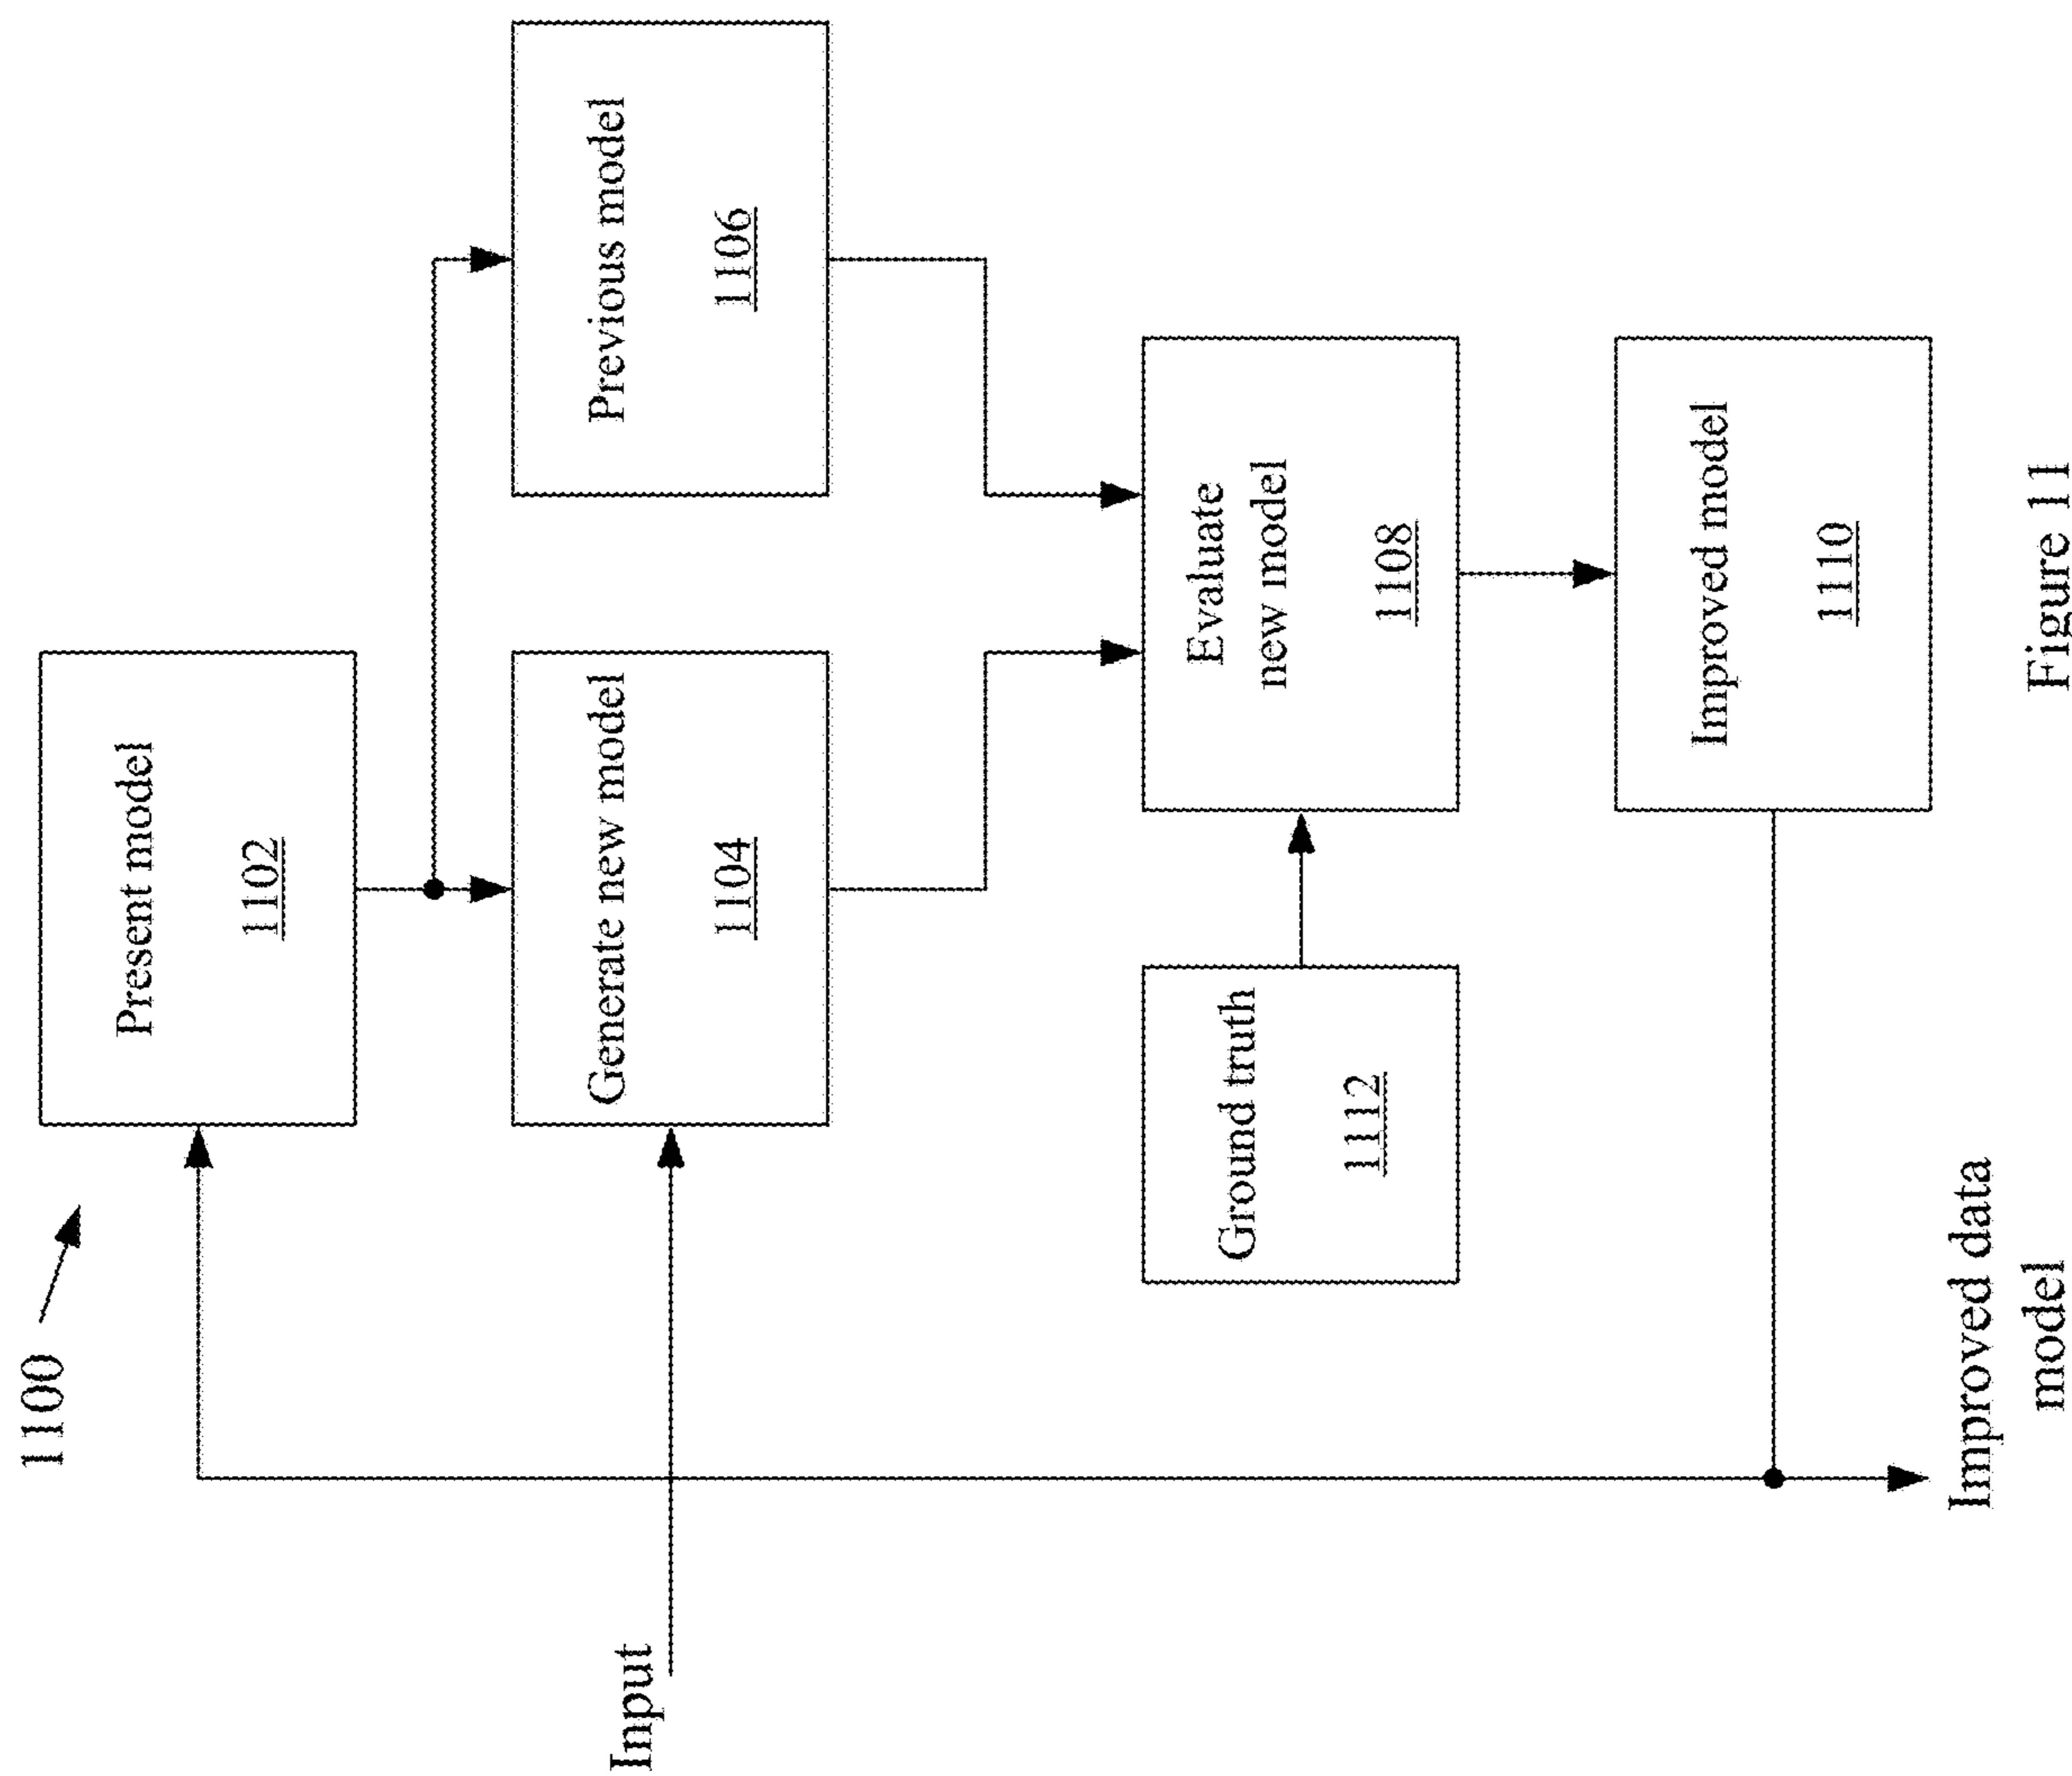 1100
Present model
1102
Input
Generate new model
1104
Previous model
1106
Ground truth
1112
Evaluate
new model
1108
Improved model
1110
Improved data
model
Figure 11